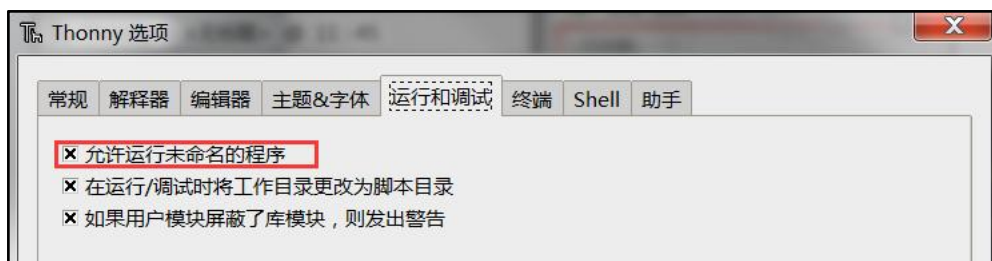 Thonny 选项
常规 解释器 编辑器 主题&字体 运行和调试 终端 Shell 助手
允许运行未命名的程序
在运行/调试时将工作目录更改为脚本目录
如果用户模块屏蔽了库模块，则发出警告